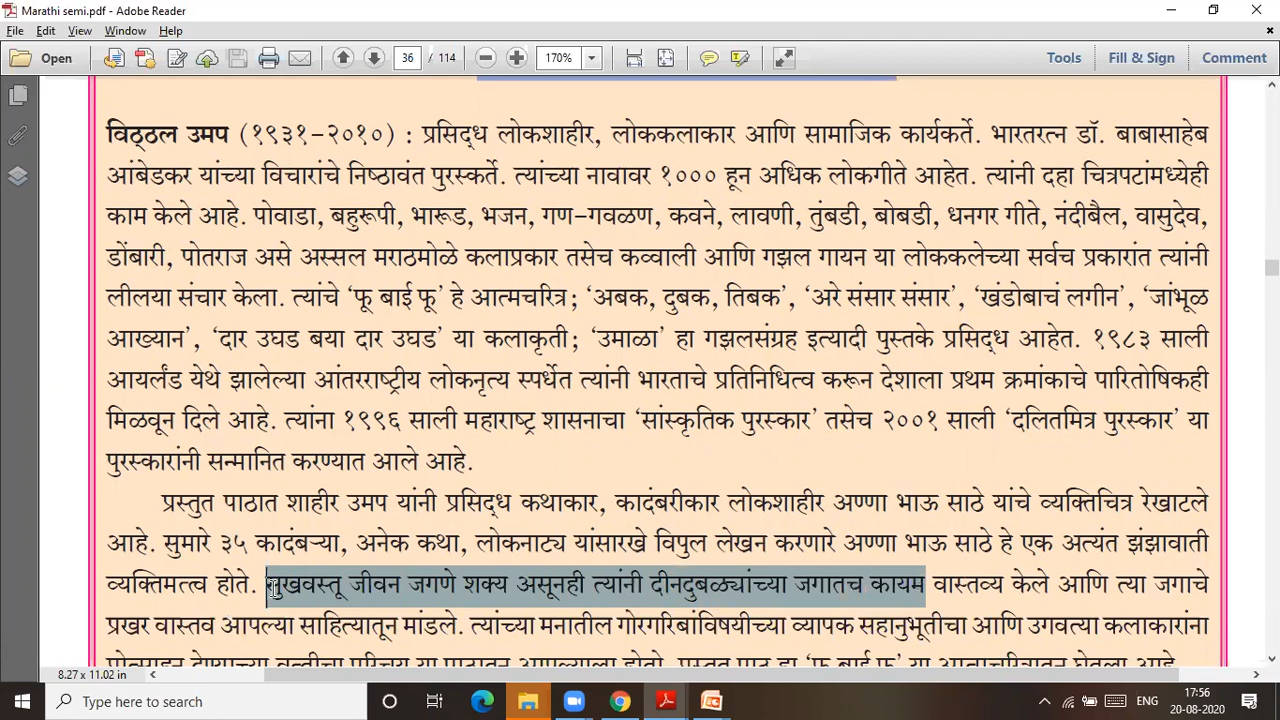 Marathi semi.pdf - Adobe Reader
File Edit View Window Help
Open 36 / 114 170% Tools Fill & Sign Comment
विठ्ठल उमप (१९३१-२०१०) : प्रसिद्ध लोकशाहीर, लोककलाकार आणि सामाजिक कार्यकर्ते. भारतरत्न डॉ. बाबासाहेब
आंबेडकर यांच्या विचारांचे निष्ठावंत पुरस्कर्ते. त्यांच्या नावावर १००० हून अधिक लोकगीते आहेत. त्यांनी दहा चित्रपटांमध्येही
काम केले आहे. पोवाडा, बहुरूपी, भारूड, भजन, गण-गवळण, कवने, लावणी, तुंबडी, बोबडी, धनगर गीते, नंदीबैल, वासुदेव,
डोंबारी, पोतराज असे अस्सल मराठमोळे कलाप्रकार तसेच कव्वाली आणि गझल गायन या लोककलेच्या सर्वच प्रकारांत त्यांनी
लीलया संचार केला. त्यांचे ‘फू बाई फू’ हे आत्मचरित्र; ‘अबक, दुबक, तिबक’, ‘अरे संसार संसार’, ‘खंडोबाचं लगीन’, ‘जांभूळ
आख्यान’, ‘दार उघड बया दार उघड’ या कलाकृती; ‘उमाळा’ हा गझलसंग्रह इत्यादी पुस्तके प्रसिद्ध आहेत. १९८३ साली
आयर्लंड येथे झालेल्या आंतरराष्ट्रीय लोकनृत्य स्पर्धेत त्यांनी भारताचे प्रतिनिधित्व करून देशाला प्रथम क्रमांकाचे पारितोषिकही
मिळवून दिले आहे. त्यांना १९९६ साली महाराष्ट्र शासनाचा ‘सांस्कृतिक पुरस्कार’ तसेच २००१ साली ‘दलितमित्र पुरस्कार’ या
पुरस्कारांनी सन्मानित करण्यात आले आहे.
प्रस्तुत पाठात शाहीर उमप यांनी प्रसिद्ध कथाकार, कादंबरीकार लोकशाहीर अण्णा भाऊ साठे यांचे व्यक्तिचित्र रेखाटले
आहे. सुमारे ३५ कादंबऱ्या, अनेक कथा, लोकनाट्य यांसारखे विपुल लेखन करणारे अण्णा भाऊ साठे हे एक अत्यंत झंझावाती
व्यक्तिमत्त्व होते. सुखवस्तू जीवन जगणे शक्य असूनही त्यांनी दीनदुबळ्यांच्या जगातच कायम वास्तव्य केले आणि त्या जगाचे
प्रखर वास्तव आपल्या साहित्यातून मांडले. त्यांच्या मनातील गोरगरिबांविषयीच्या व्यापक सहानुभूतीचा आणि उगवत्या कलाकारांना
प्रोत्साहन देण्याच्या वृत्तीचा परिचय या पाठातून आपल्याला होतो. प्रस्तुत पाठ हा ‘फू बाई फू’ या आत्मचरित्रातून घेतला आहे.
8.27 x 11.02 in
Type here to search ENG 17:56
20-08-2020